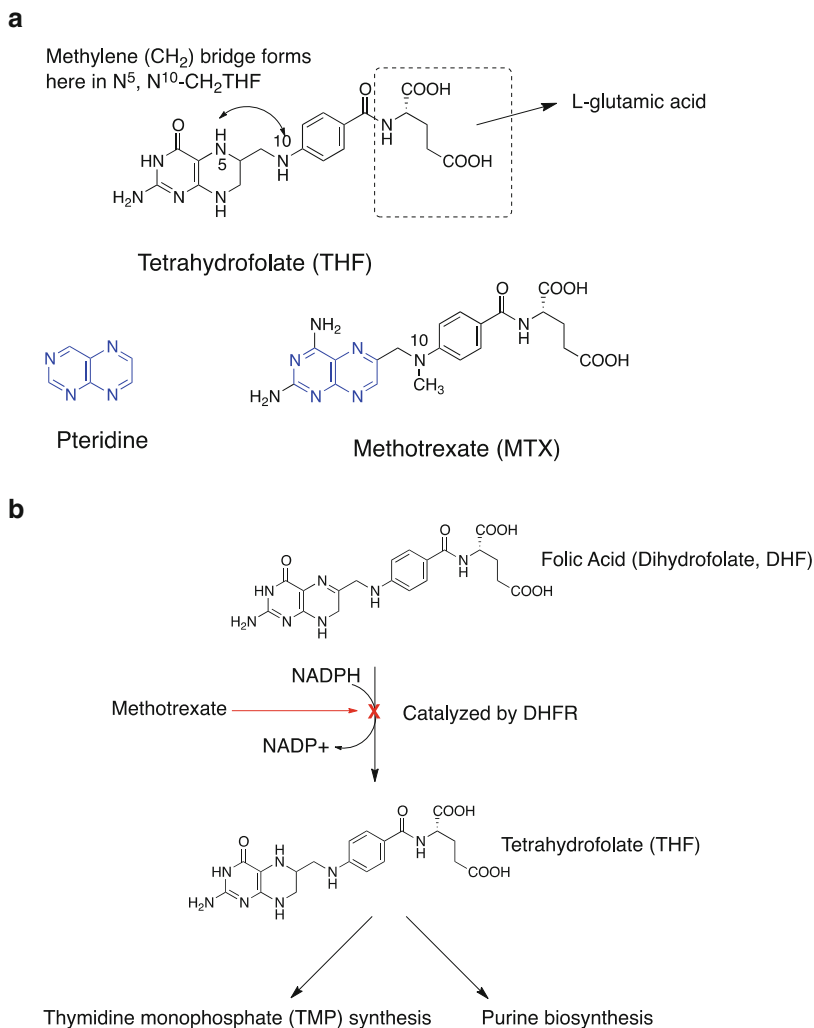 a
Methylene (CH₂) bridge forms
here in N⁵, N¹⁰-CH₂THF
O
HN
H₂N
N
N
H
H
N
5
10
N
H
O
N
H
COOH
COOH
L-glutamic acid
Tetrahydrofolate (THF)
N
N
N
N
Pteridine
NH₂
N
H₂N
N
N
N
10
N
CH₃
O
N
H
COOH
COOH
Methotrexate (MTX)
b
O
HN
H₂N
N
N
H
N
N
H
O
N
H
COOH
COOH
Folic Acid (Dihydrofolate, DHF)
NADPH
Methotrexate
X
Catalyzed by DHFR
NADP+
O
HN
H₂N
N
N
H
H
N
N
H
O
N
H
COOH
COOH
Tetrahydrofolate (THF)
Thymidine monophosphate (TMP) synthesis
Purine biosynthesis